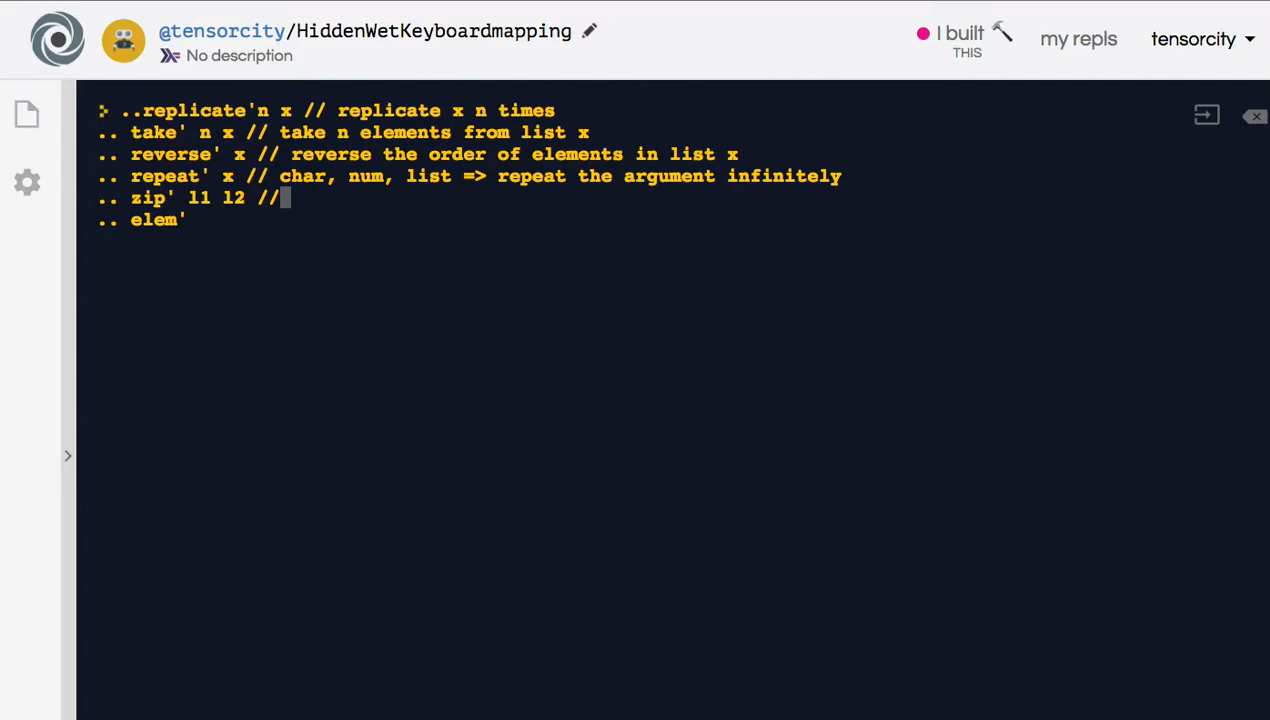 @tensorcity/HiddenWetKeyboardmapping
No description
I built
THIS
my repls
tensorcity
..replicate'n x // replicate x n times
.. take' n x // take n elements from list x
.. reverse' x // reverse the order of elements in list x
.. repeat' x // char, num, list => repeat the argument infinitely
.. zip' l1 l2 //
.. elem'